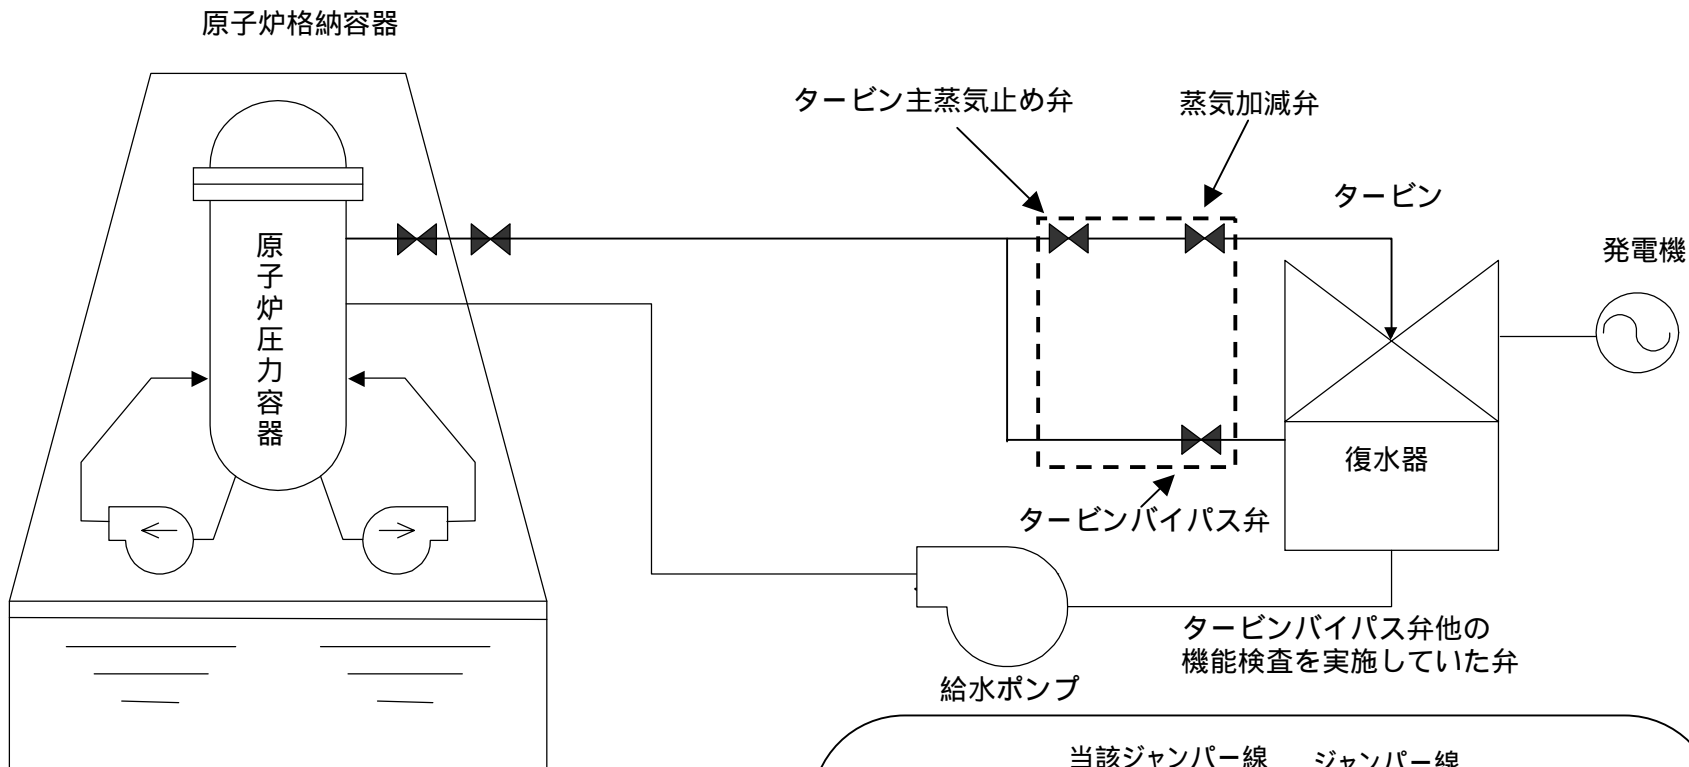 原子炉格納容器
タービン主蒸気止め弁
蒸気加減弁
タービン
発電機
原子炉圧力容器
復水器
タービンバイパス弁
タービンバイパス弁他の
機能検査を実施していた弁
給水ポンプ
当該ジャンパー線
ジャンパー線